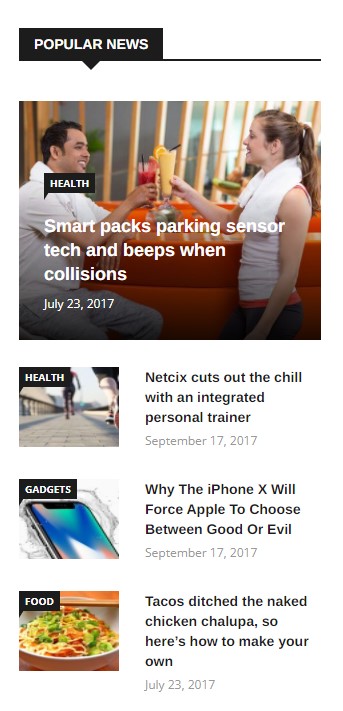 POPULAR NEWS
HEALTH
Smart packs parking sensor
tech and beeps when
collisions
July 23, 2017
HEALTH
Netcix cuts out the chill
with an integrated
personal trainer
September 17, 2017
GADGETS
Why The iPhone X Will
Force Apple To Choose
Between Good Or Evil
September 17, 2017
FOOD
Tacos ditched the naked
chicken chalupa, so
here’s how to make your
own
July 23, 2017